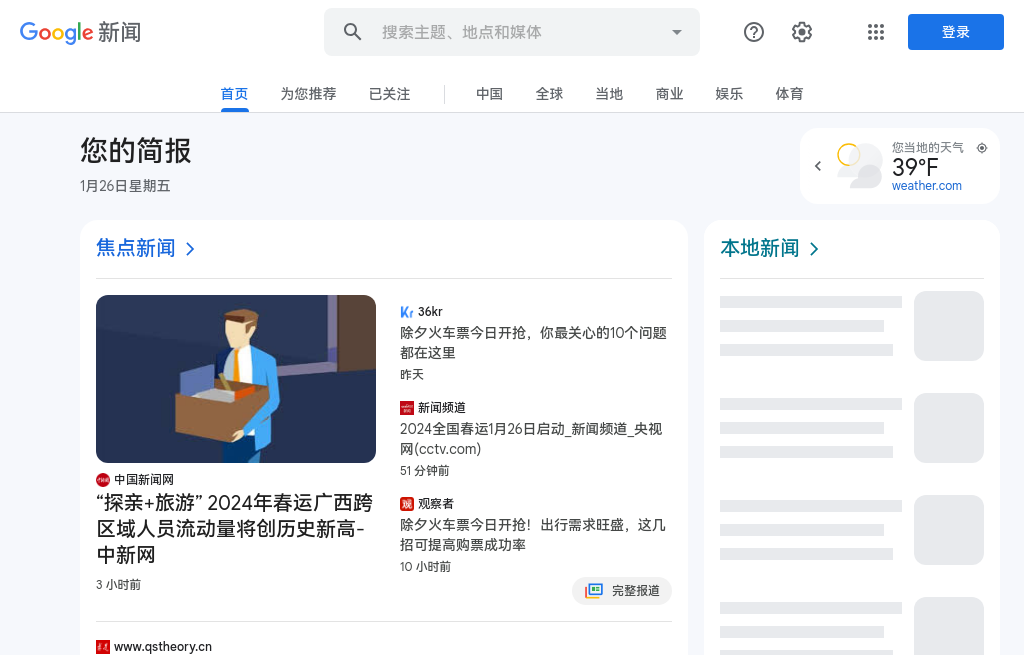 Google 新闻
搜索主题、地点和媒体
登录
首页
为您推荐
已关注
中国
全球
当地
商业
娱乐
体育
您的简报
1月26日星期五
您当地的天气
39°F
weather.com
焦点新闻
中国新闻网
“探亲+旅游” 2024年春运广西跨
区域人员流动量将创历史新高-
中新网
3 小时前
36kr
除夕火车票今日开抢，你最关心的10个问题
都在这里
昨天
新闻频道
2024全国春运1月26日启动_新闻频道_央视
网(cctv.com)
51 分钟前
观察者
除夕火车票今日开抢！出行需求旺盛，这几
招可提高购票成功率
10 小时前
完整报道
www.qstheory.cn
本地新闻